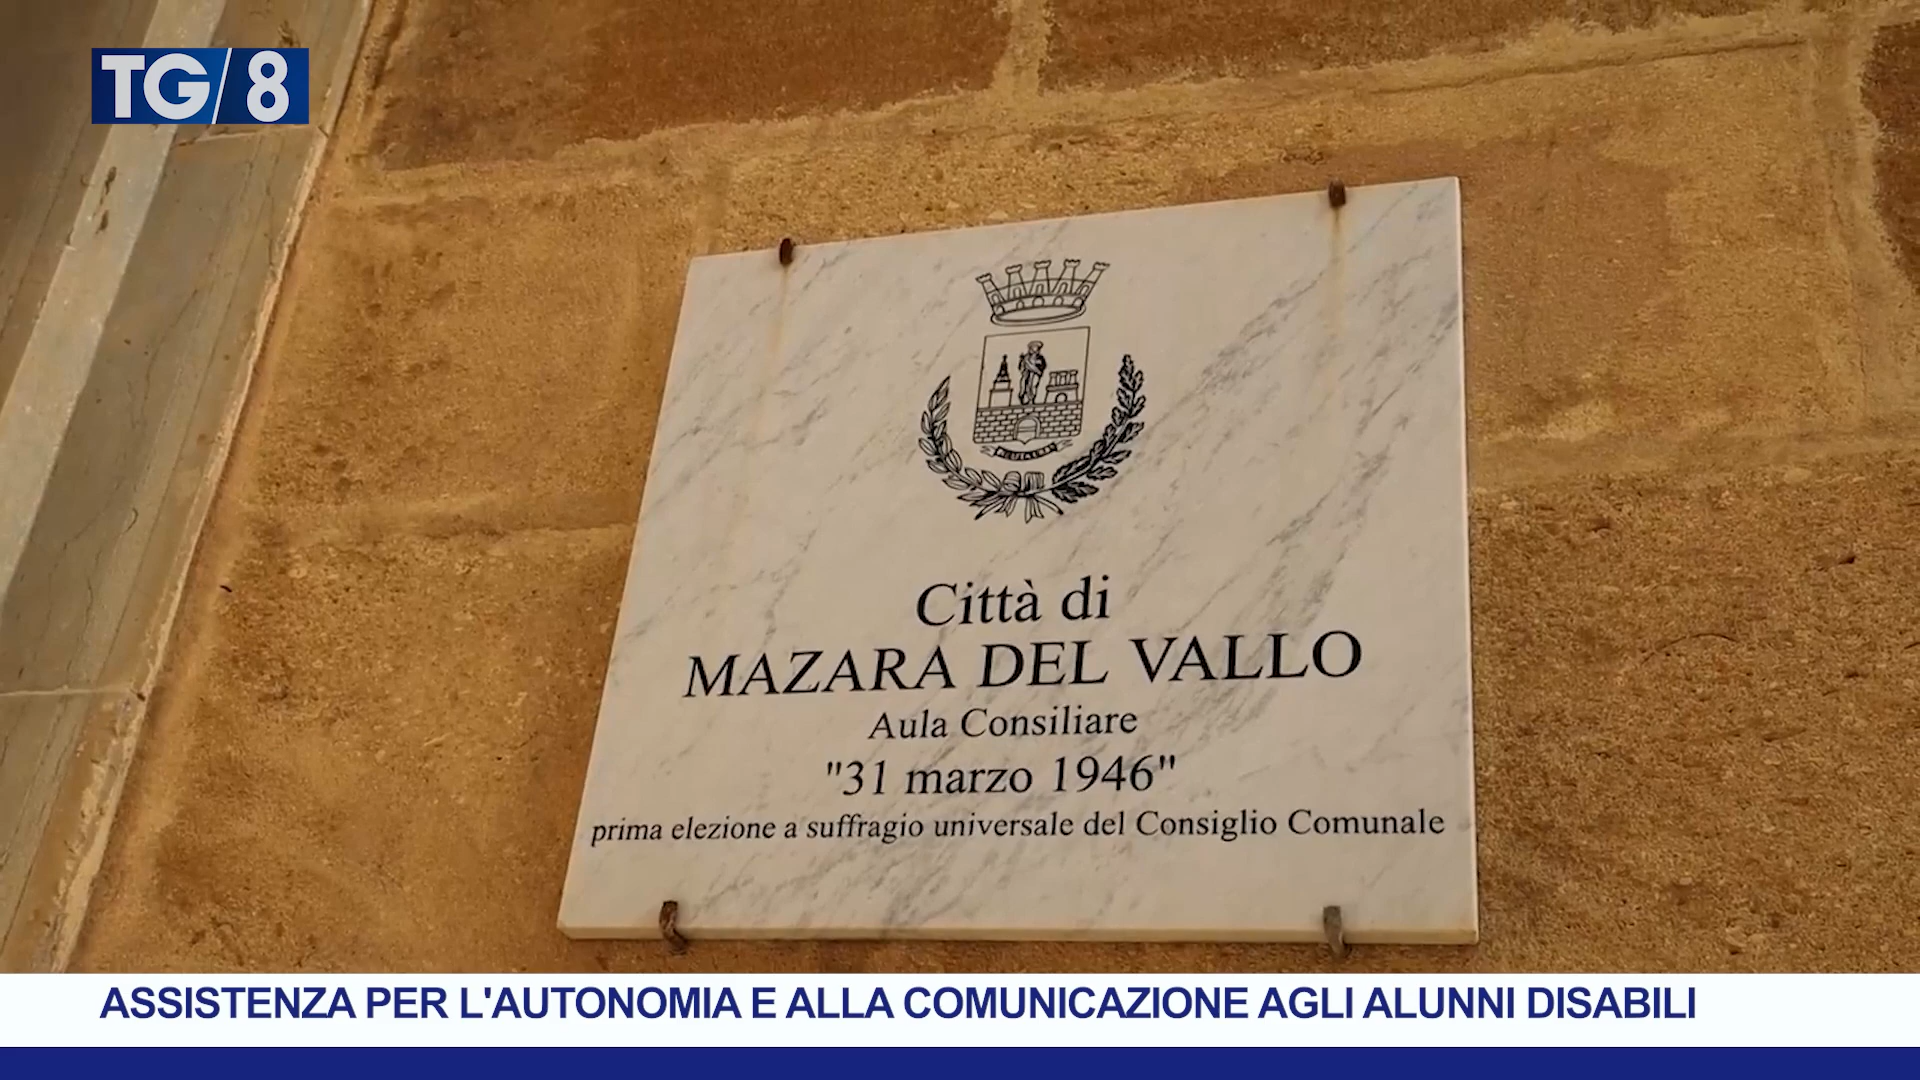 TG/8
Città di
MAZARA DEL VALLO
Aula Consiliare
"31 marzo 1946"
prima elezione a suffragio universale del Consiglio Comunale
ASSISTENZA PER L'AUTONOMIA E ALLA COMUNICAZIONE AGLI ALUNNI DISABILI